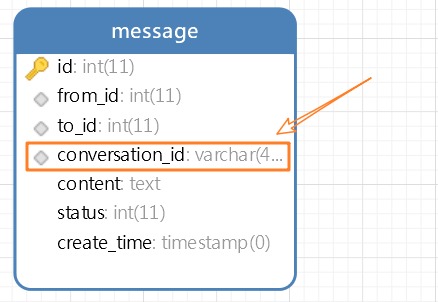 message
id: int(11)
from_id: int(11)
to_id: int(11)
conversation_id: varchar(4...
content: text
status: int(11)
create_time: timestamp(0)